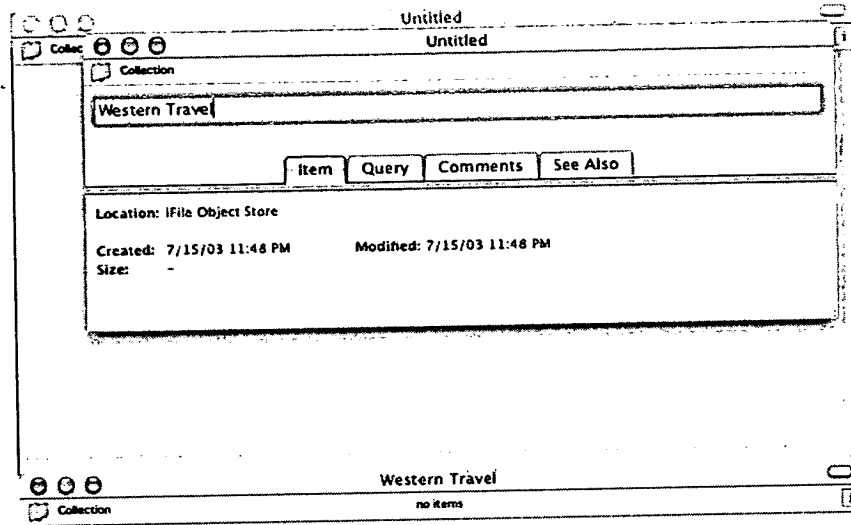 Untitled
Collec
Untitled
Collection
Western Travel
Item Query Comments See Also
Location: IFile Object Store
Created: 7/15/03 11:48 PM Modified: 7/15/03 11:48 PM
Size: -
Western Travel
Collection no items